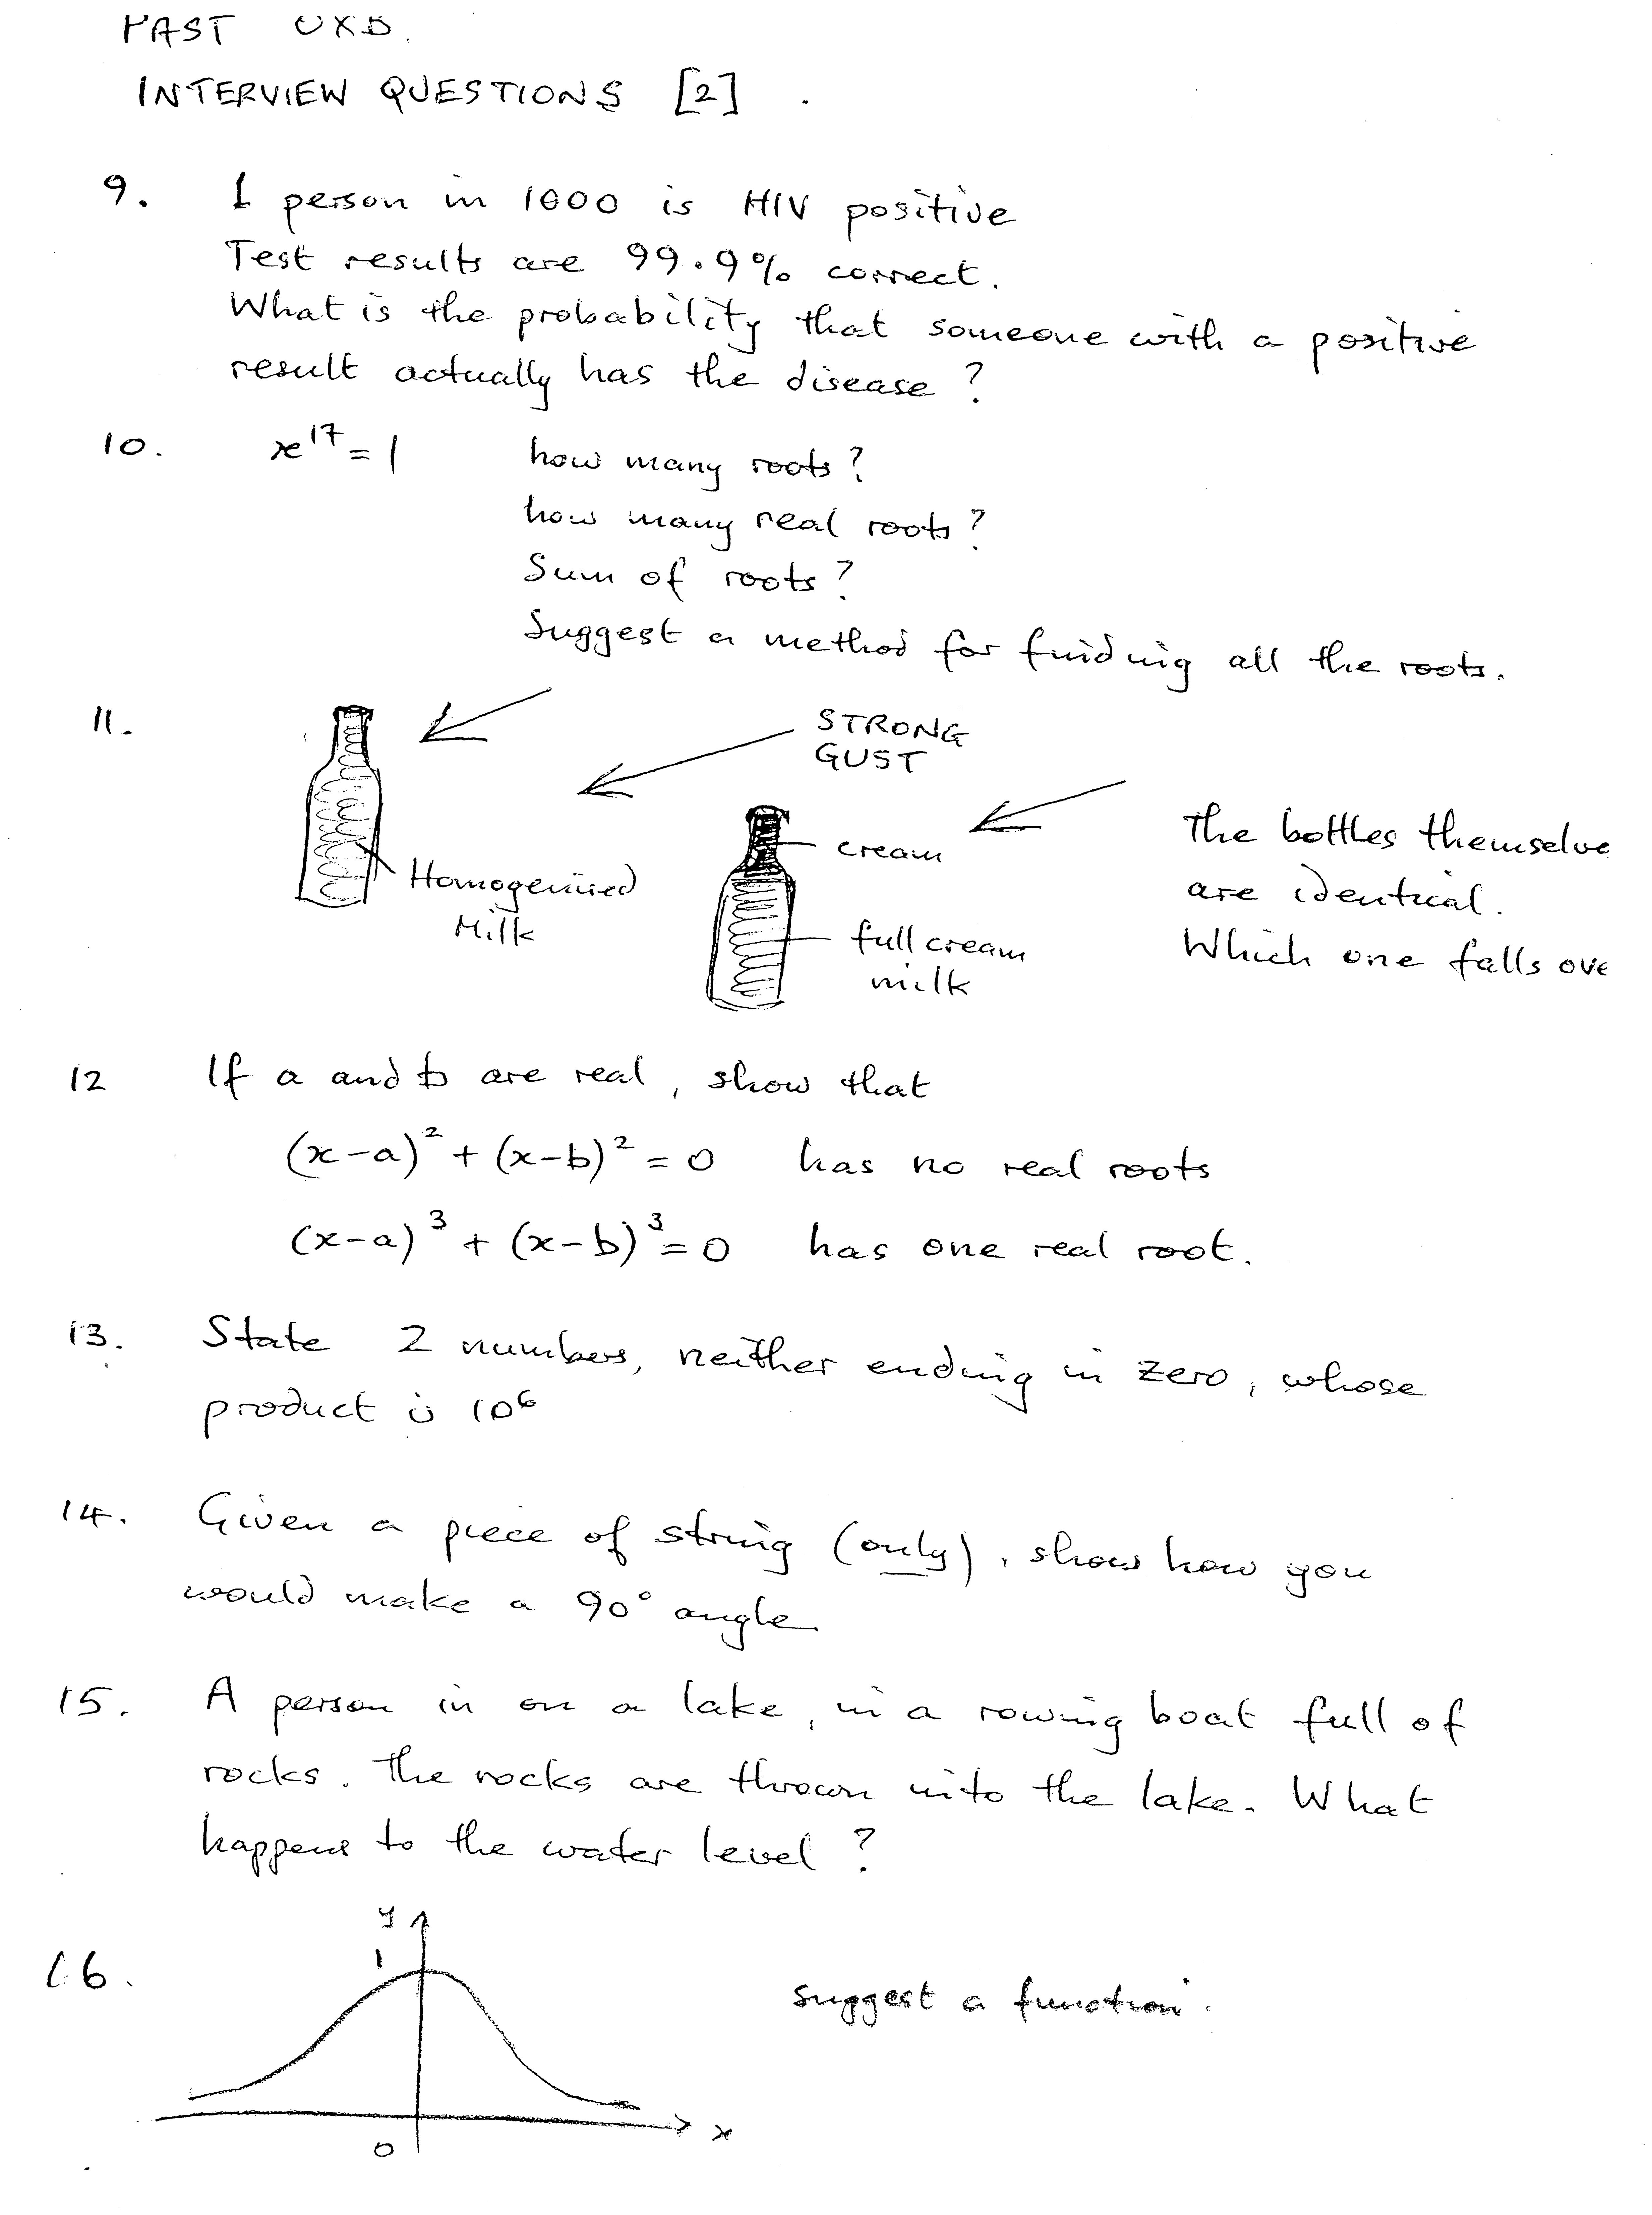 PAST OXB.
INTERVIEW QUESTIONS [2] .
9. 1 person in 1000 is HIV positive
Test results are 99.9% correct.
What is the probability that someone with a positive
result actually has the disease ?
10. x¹⁷ = 1 how many roots ?
how many real roots ?
Sum of roots ?
Suggest a method for finding all the roots.
11. STRONG
GUST
cream
Homogenised
Milk
full cream
milk
The bottles themselve
are identical.
Which one falls ove
12 If a and b are real, show that
(x-a)² + (x-b)² = 0 has no real roots
(x-a)³ + (x-b)³ = 0 has one real root.
13. State 2 numbers, neither ending in zero, whose
product is 10⁶
14. Given a piece of string (only), show how you
would make a 90° angle
15. A person in on a lake, in a rowing boat full of
rocks. The rocks are thrown into the lake. What
happens to the water level ?
16. y
1
suggest a function.
x
0